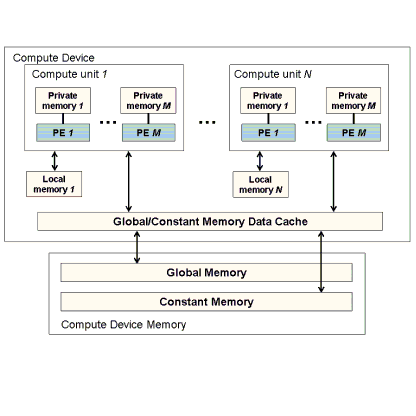 Compute Device
Compute unit 1
Compute unit N
Private
memory 1
Private
memory M
Private
memory 1
Private
memory M
...
...
...
PE 1
PE M
PE 1
PE M
Local
memory 1
Local
memory N
Global/Constant Memory Data Cache
Global Memory
Constant Memory
Compute Device Memory